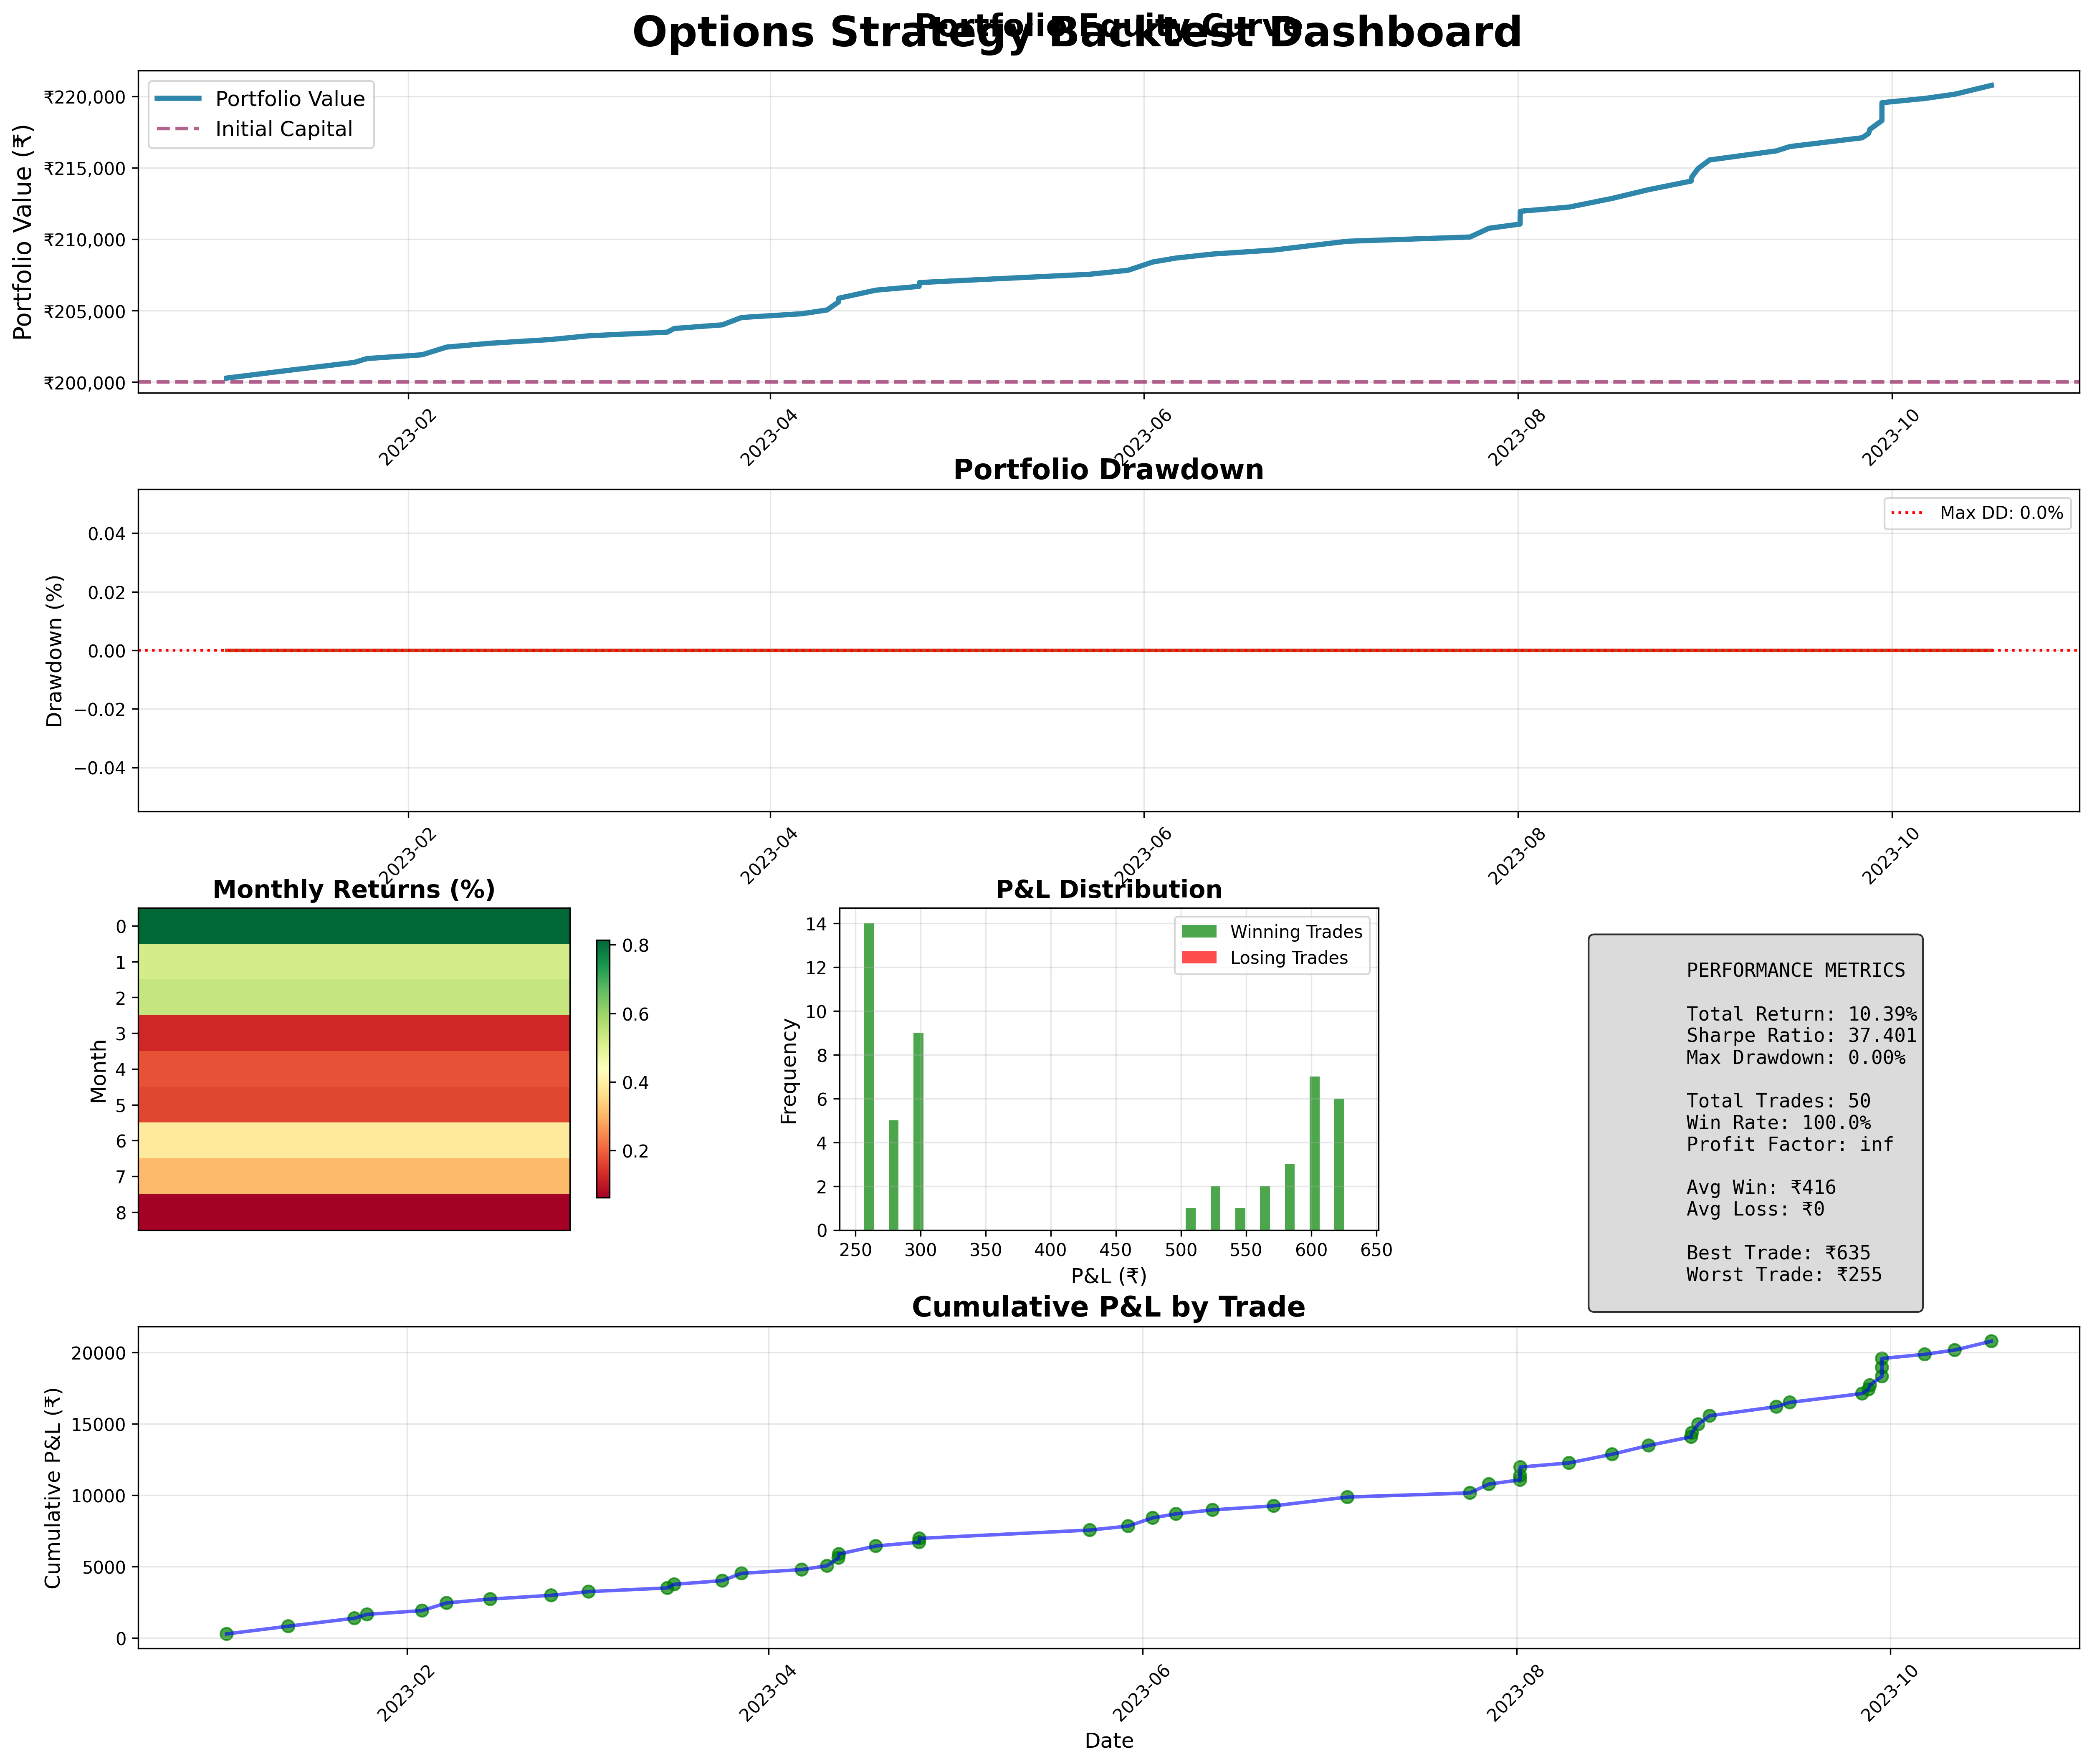 Options Strategy Backtest Dashboard
Portfolio Equity Curve
Portfolio Value (₹)
₹220,000
₹215,000
₹210,000
₹205,000
₹200,000
Portfolio Value
Initial Capital
2023-02
2023-04
2023-06
2023-08
2023-10
Portfolio Drawdown
Drawdown (%)
0.04
0.02
0.00
−0.02
−0.04
Max DD: 0.0%
2023-02
2023-04
2023-06
2023-08
2023-10
Monthly Returns (%)
Month
0
1
2
3
4
5
6
7
8
0.8
0.6
0.4
0.2
P&L Distribution
Frequency
14
12
10
8
6
4
2
0
Winning Trades
Losing Trades
250
300
350
400
450
500
550
600
650
P&L (₹)
PERFORMANCE METRICS
Total Return: 10.39%
Sharpe Ratio: 37.401
Max Drawdown: 0.00%
Total Trades: 50
Win Rate: 100.0%
Profit Factor: inf
Avg Win: ₹416
Avg Loss: ₹0
Best Trade: ₹635
Worst Trade: ₹255
Cumulative P&L by Trade
Cumulative P&L (₹)
20000
15000
10000
5000
0
2023-02
2023-04
2023-06
2023-08
2023-10
Date